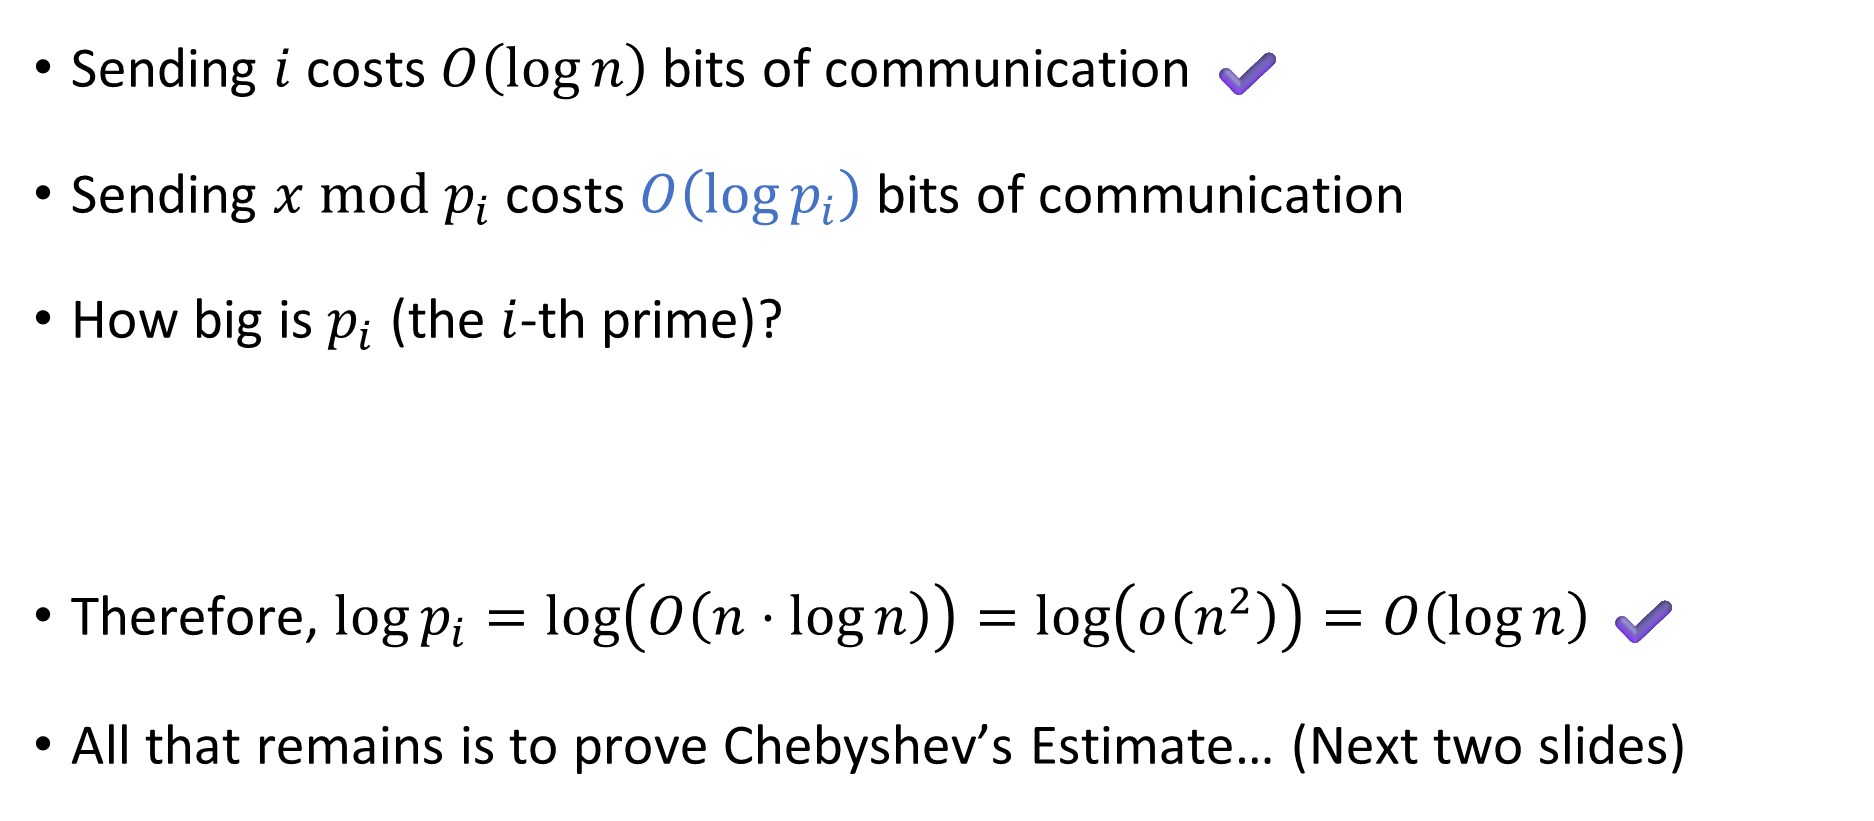 • Sending i costs O(log n) bits of communication ✔
• Sending x mod pᵢ costs O(log pᵢ) bits of communication
• How big is pᵢ (the i-th prime)?
• Therefore, log pᵢ = log(O(n · log n)) = log(o(n²)) = O(log n) ✔
• All that remains is to prove Chebyshev’s Estimate… (Next two slides)